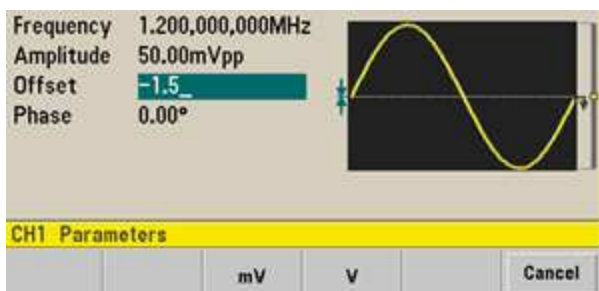 Frequency 1.200,000,000MHz
Amplitude 50.00mVpp
Offset -1.5_
Phase 0.00°
CH1 Parameters
mV V Cancel